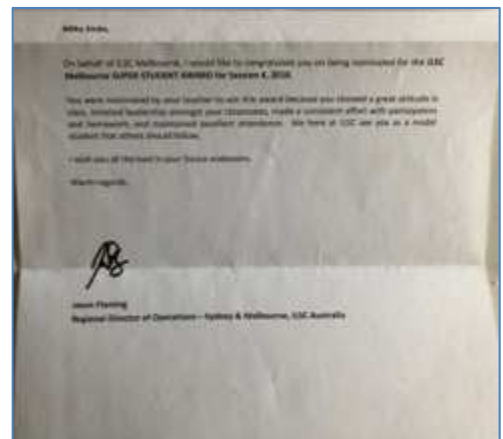 On behalf of ILSC Melbourne, I would like to congratulate you on being nominated for the ILSC
Melbourne SUPER STUDENT AWARD for Session 4, 2016.
You were nominated by your teacher to win this award because you showed a great attitude in
class, leadership amongst your classmates, made a consistent effort with participation
and homework, and maintained excellent attendance. We here at ILSC see you as a model
student that others should follow.
I wish you all the best in your future endeavors.
Warm regards,
Jason Fleming
Regional Director of Operations – Sydney & Melbourne, ILSC Australia